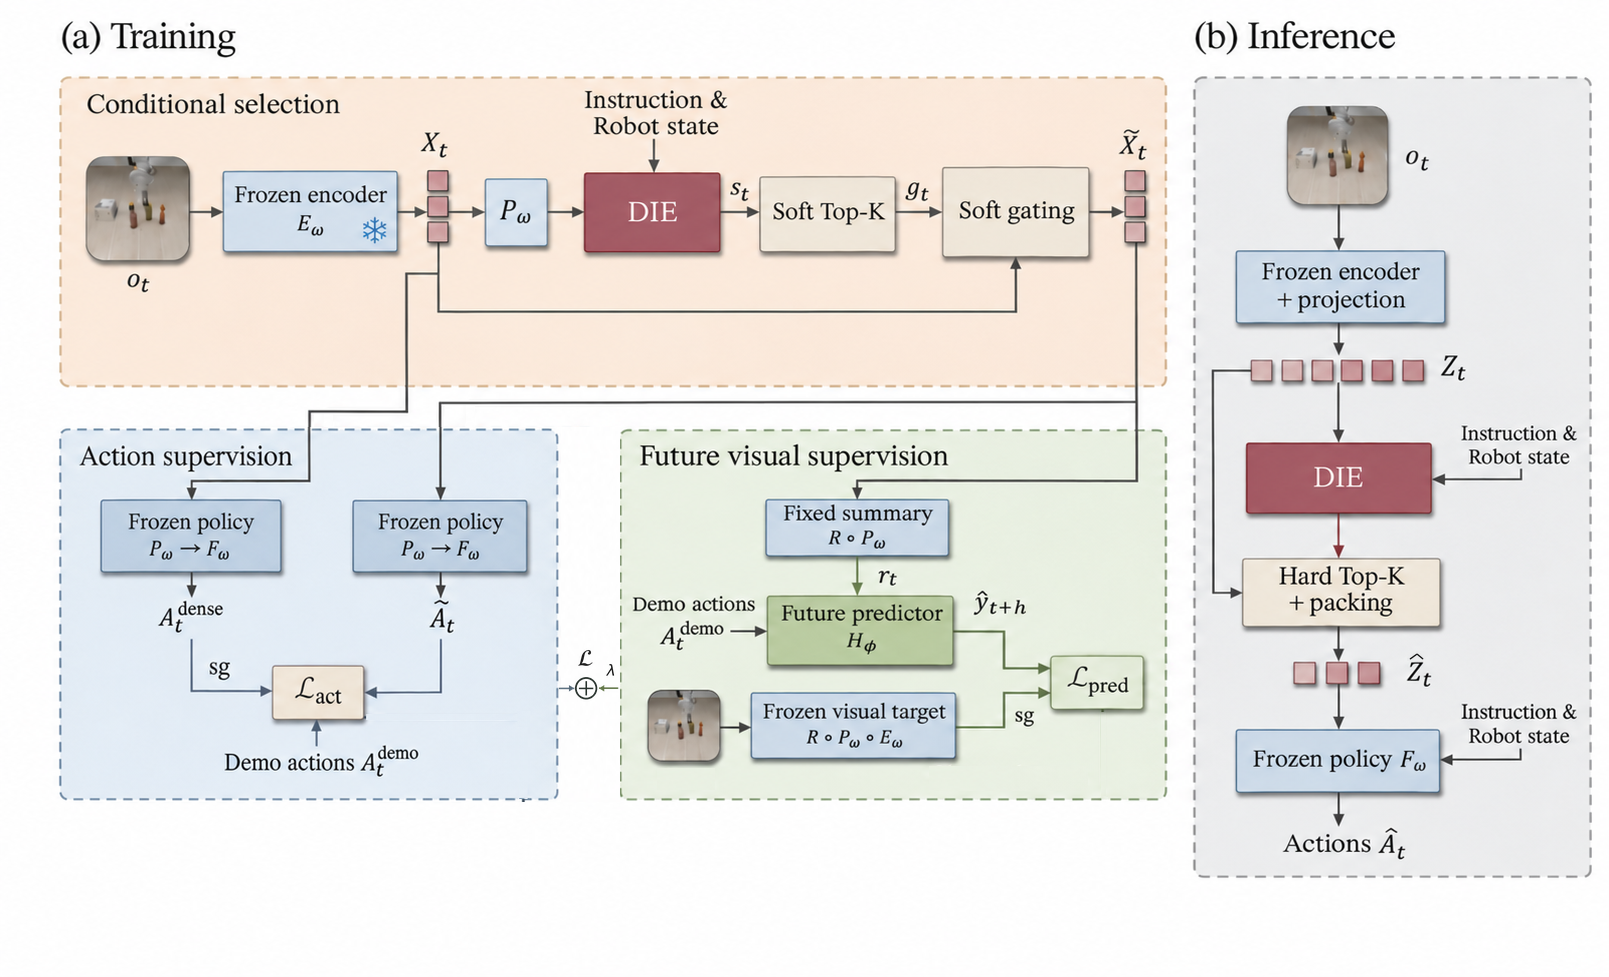 (a) Training
Conditional selection
Instruction &
Robot state
X_t
X̃_t
Frozen encoder
E_ω
P_ω
DIE
s_t
Soft Top-K
g_t
Soft gating
o_t
Action supervision
Frozen policy
P_ω → F_ω
Frozen policy
P_ω → F_ω
A_t^dense
Ã_t
sg
ℒ_act
Demo actions A_t^demo
ℒ
⊕
λ
Future visual supervision
Fixed summary
R ∘ P_ω
r_t
Demo actions
A_t^demo
Future predictor
H_ϕ
ŷ_{t+h}
ℒ_pred
Frozen visual target
R ∘ P_ω ∘ E_ω
sg
(b) Inference
o_t
Frozen encoder
+ projection
Z_t
Instruction &
Robot state
DIE
Hard Top-K
+ packing
Ẑ_t
Instruction &
Robot state
Frozen policy F_ω
Actions Â_t